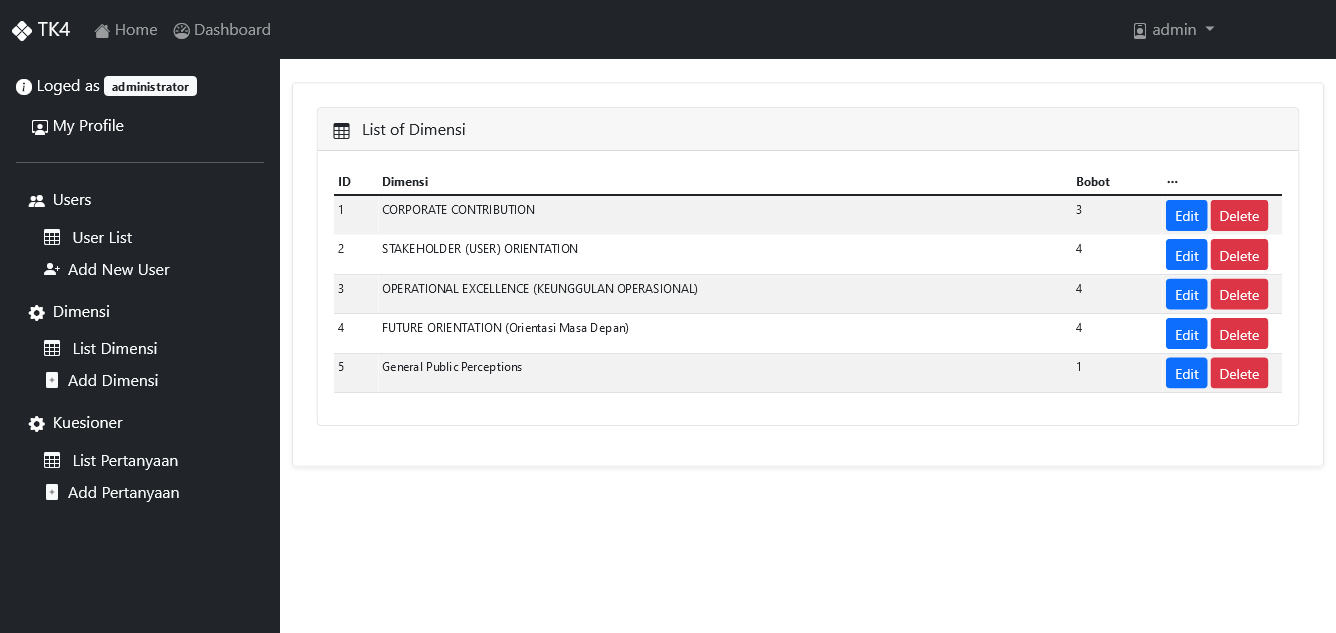 TK4 Home Dashboard admin
Loged as administrator
My Profile
Users
User List
Add New User
Dimensi
List Dimensi
Add Dimensi
Kuesioner
List Pertanyaan
Add Pertanyaan
List of Dimensi
ID Dimensi Bobot ...
1 CORPORATE CONTRIBUTION 3 Edit Delete
2 STAKEHOLDER (USER) ORIENTATION 4 Edit Delete
3 OPERATIONAL EXCELLENCE (KEUNGGULAN OPERASIONAL) 4 Edit Delete
4 FUTURE ORIENTATION (Orientasi Masa Depan) 4 Edit Delete
5 General Public Perceptions 1 Edit Delete